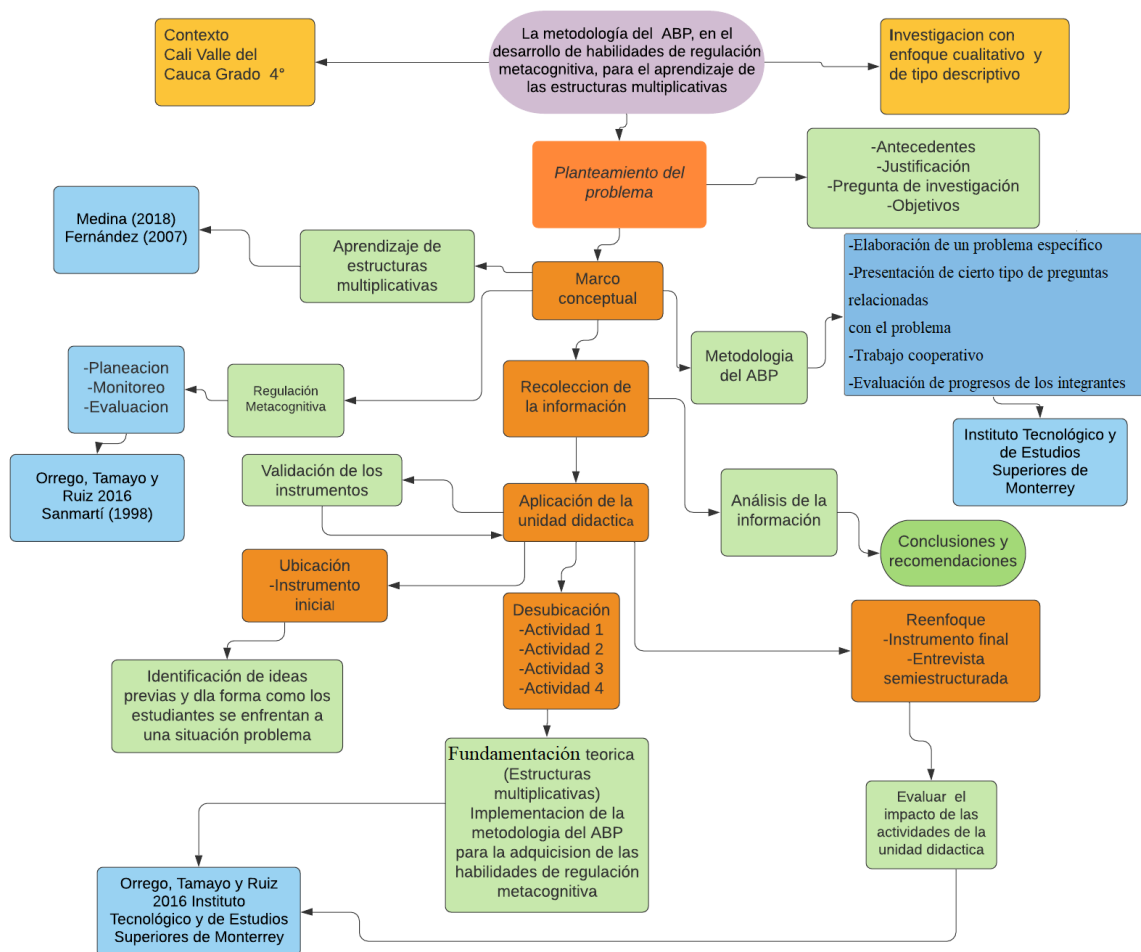 Contexto
Cali Valle del
Cauca Grado 4°
La metodología del ABP, en el
desarrollo de habilidades de regulación
metacognitiva, para el aprendizaje de
las estructuras multiplicativas
Investigacion con
enfoque cualitativo y
de tipo descriptivo
Planteamiento del
problema
-Antecedentes
-Justificación
-Pregunta de investigación
-Objetivos
Medina (2018)
Fernández (2007)
Aprendizaje de
estructuras
multiplicativas
Marco
conceptual
-Elaboración de un problema específico
-Presentación de cierto tipo de preguntas
relacionadas
con el problema
-Trabajo cooperativo
-Evaluación de progresos de los integrantes
Metodologia
del ABP
-Planeacion
-Monitoreo
-Evaluacion
Regulación
Metacognitiva
Recoleccion de
la información
Instituto Tecnológico y
de Estudios
Superiores de
Monterrey
Orrego, Tamayo y
Ruiz 2016
Sanmartí (1998)
Validación de los
instrumentos
Aplicación de la
unidad didactica
Análisis de la
información
Conclusiones y
recomendaciones
Ubicación
-Instrumento
inicial
Desubicación
-Actividad 1
-Actividad 2
-Actividad 3
-Actividad 4
Reenfoque
-Instrumento final
-Entrevista
semiestructurada
Identificación de ideas
previas y dla forma como los
estudiantes se enfrentan a
una situación problema
Fundamentación teorica
(Estructuras
multiplicativas)
Implementacion de la
metodologia del ABP
para la adquicision de las
habilidades de regulación
metacognitiva
Evaluar el
impacto de las
actividades de la
unidad didactica
Orrego, Tamayo y Ruiz
2016 Instituto
Tecnológico y de Estudios
Superiores de Monterrey